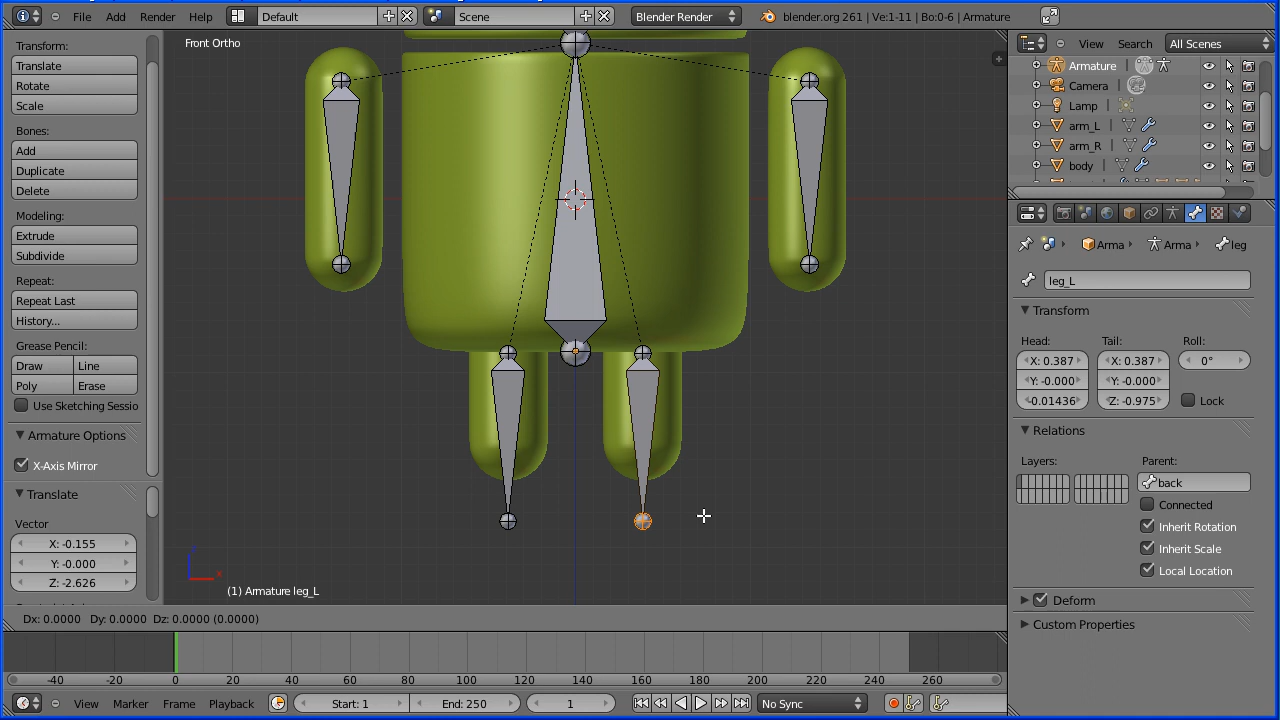 File Add Render Help Default Scene Blender Render blender.org 261 | Ve:1-11 | Bo:0-6 | Armature
Transform:
Translate
Rotate
Scale
Bones:
Add
Duplicate
Delete
Modeling:
Extrude
Subdivide
Repeat:
Repeat Last
History...
Grease Pencil:
Draw Line
Poly Erase
Use Sketching Sessio
Armature Options
X-Axis Mirror
Translate
Vector
X: -0.155
Y: -0.000
Z: -2.626
Front Ortho
x
(1) Armature leg_L
Dx: 0.0000 Dy: 0.0000 Dz: 0.0000 (0.0000)
-40 -20 0 20 40 60 80 100 120 140 160 180 200 220 240 260
View Marker Frame Playback Start: 1 End: 250 1 No Sync
View Search All Scenes
Armature
Camera
Lamp
arm_L
arm_R
body
Arma Arma leg
leg_L
Transform
Head: Tail: Roll:
X: 0.387 X: 0.387 0°
Y: -0.000 Y: -0.000
-0.01436 Z: -0.975 Lock
Relations
Layers: Parent:
back
Connected
Inherit Rotation
Inherit Scale
Local Location
Deform
Custom Properties